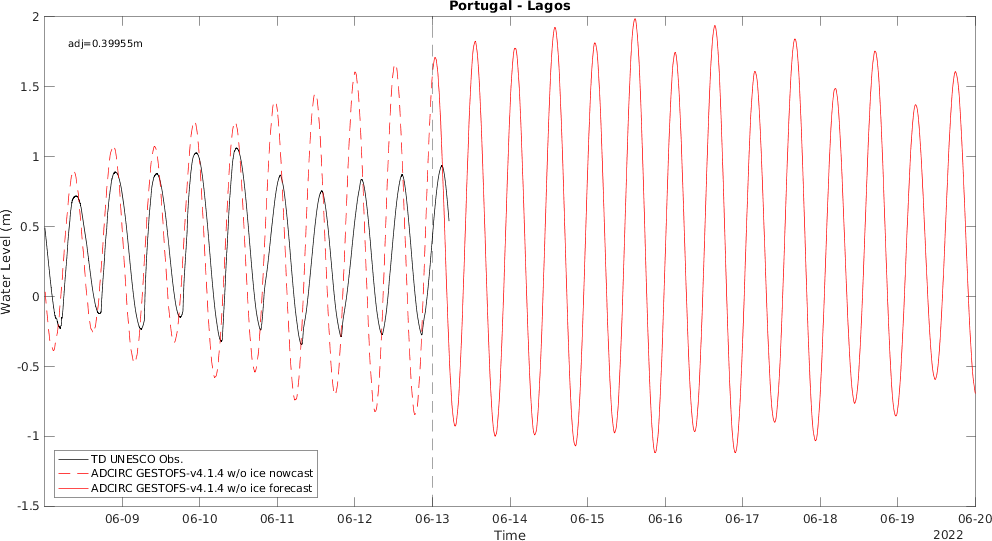 Portugal - Lagos
adj=0.39955m
Water Level (m)
2
1.5
1
0.5
0
-0.5
-1
-1.5
TD UNESCO Obs.
ADCIRC GESTOFS-v4.1.4 w/o ice nowcast
ADCIRC GESTOFS-v4.1.4 w/o ice forecast
06-09 06-10 06-11 06-12 06-13 06-14 06-15 06-16 06-17 06-18 06-19 06-20
Time
2022